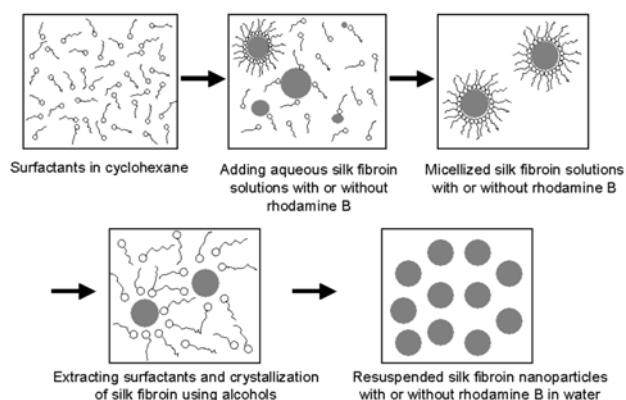 Surfactants in cyclohexane
Adding aqueous silk fibroin
solutions with or without
rhodamine B
Micellized silk fibroin solutions
with or without rhodamine B
Extracting surfactants and crystallization
of silk fibroin using alcohols
Resuspended silk fibroin nanoparticles
with or without rhodamine B in water